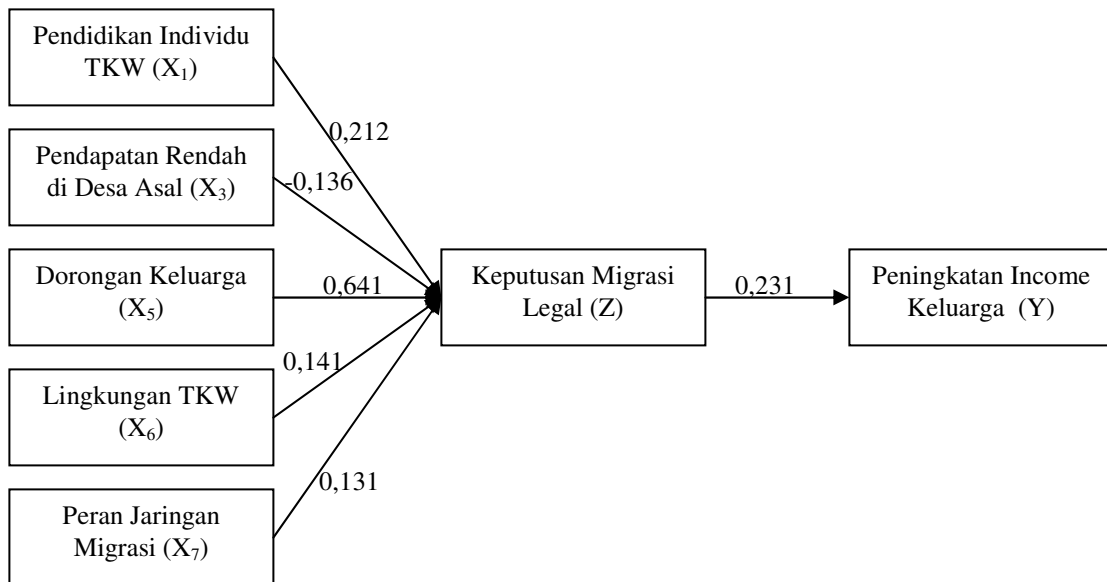 Pendidikan Individu
TKW (X₁)
0,212
Pendapatan Rendah
di Desa Asal (X₃)
-0,136
Dorongan Keluarga
(X₅)
0,641
Keputusan Migrasi
Legal (Z)
0,231
Peningkatan Income
Keluarga (Y)
0,141
Lingkungan TKW
(X₆)
0,131
Peran Jaringan
Migrasi (X₇)